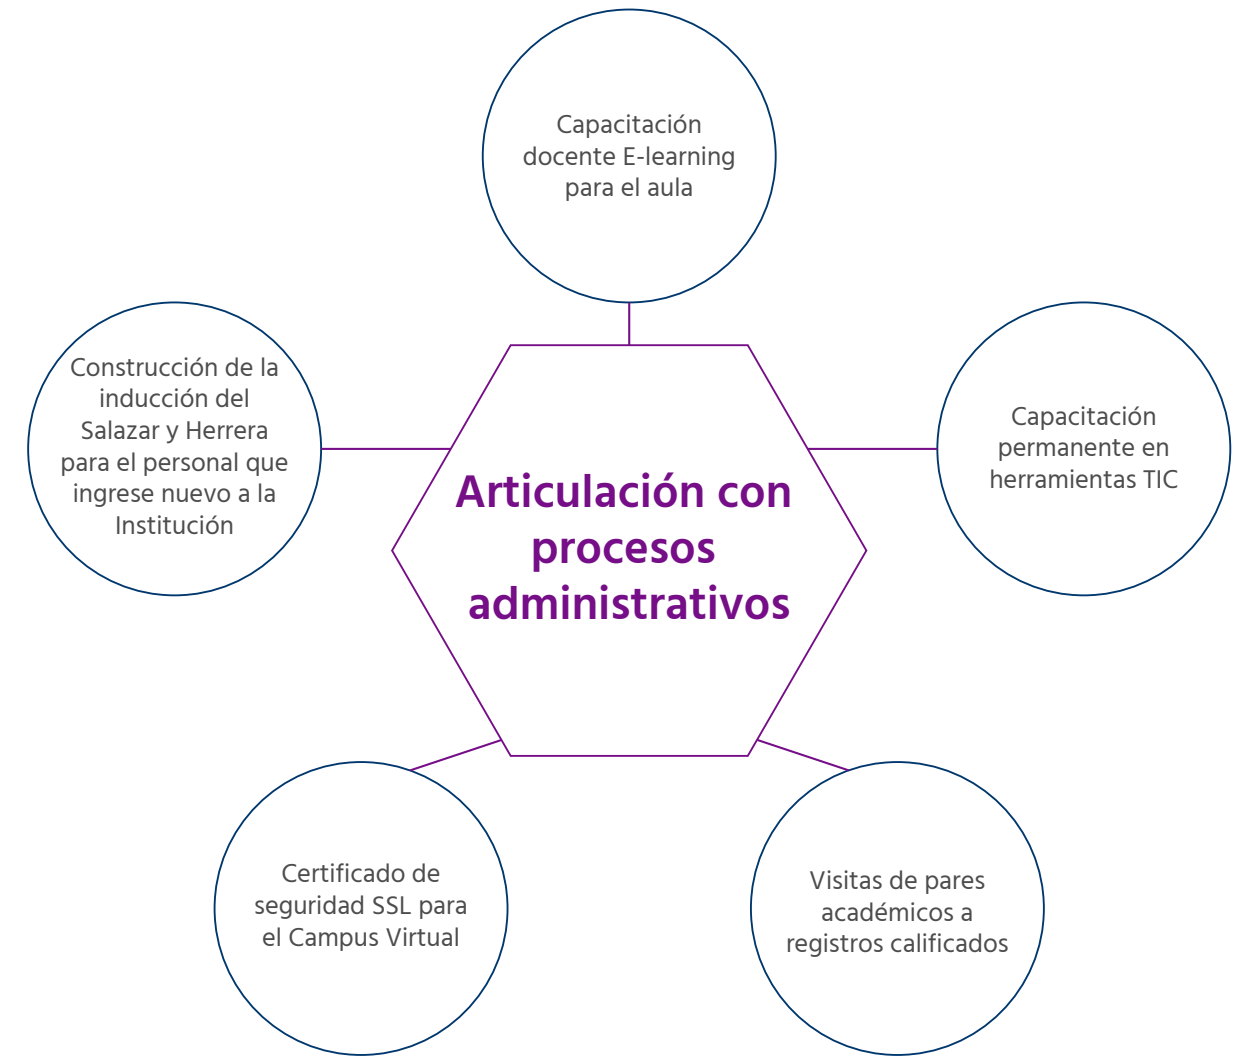 Capacitación
docente E-learning
para el aula
Construcción de la
inducción del
Salazar y Herrera
para el personal que
ingrese nuevo a la
Institución
Capacitación
permanente en
herramientas TIC
Articulación con
procesos
administrativos
Certificado de
seguridad SSL para
el Campus Virtual
Visitas de pares
académicos a
registros calificados